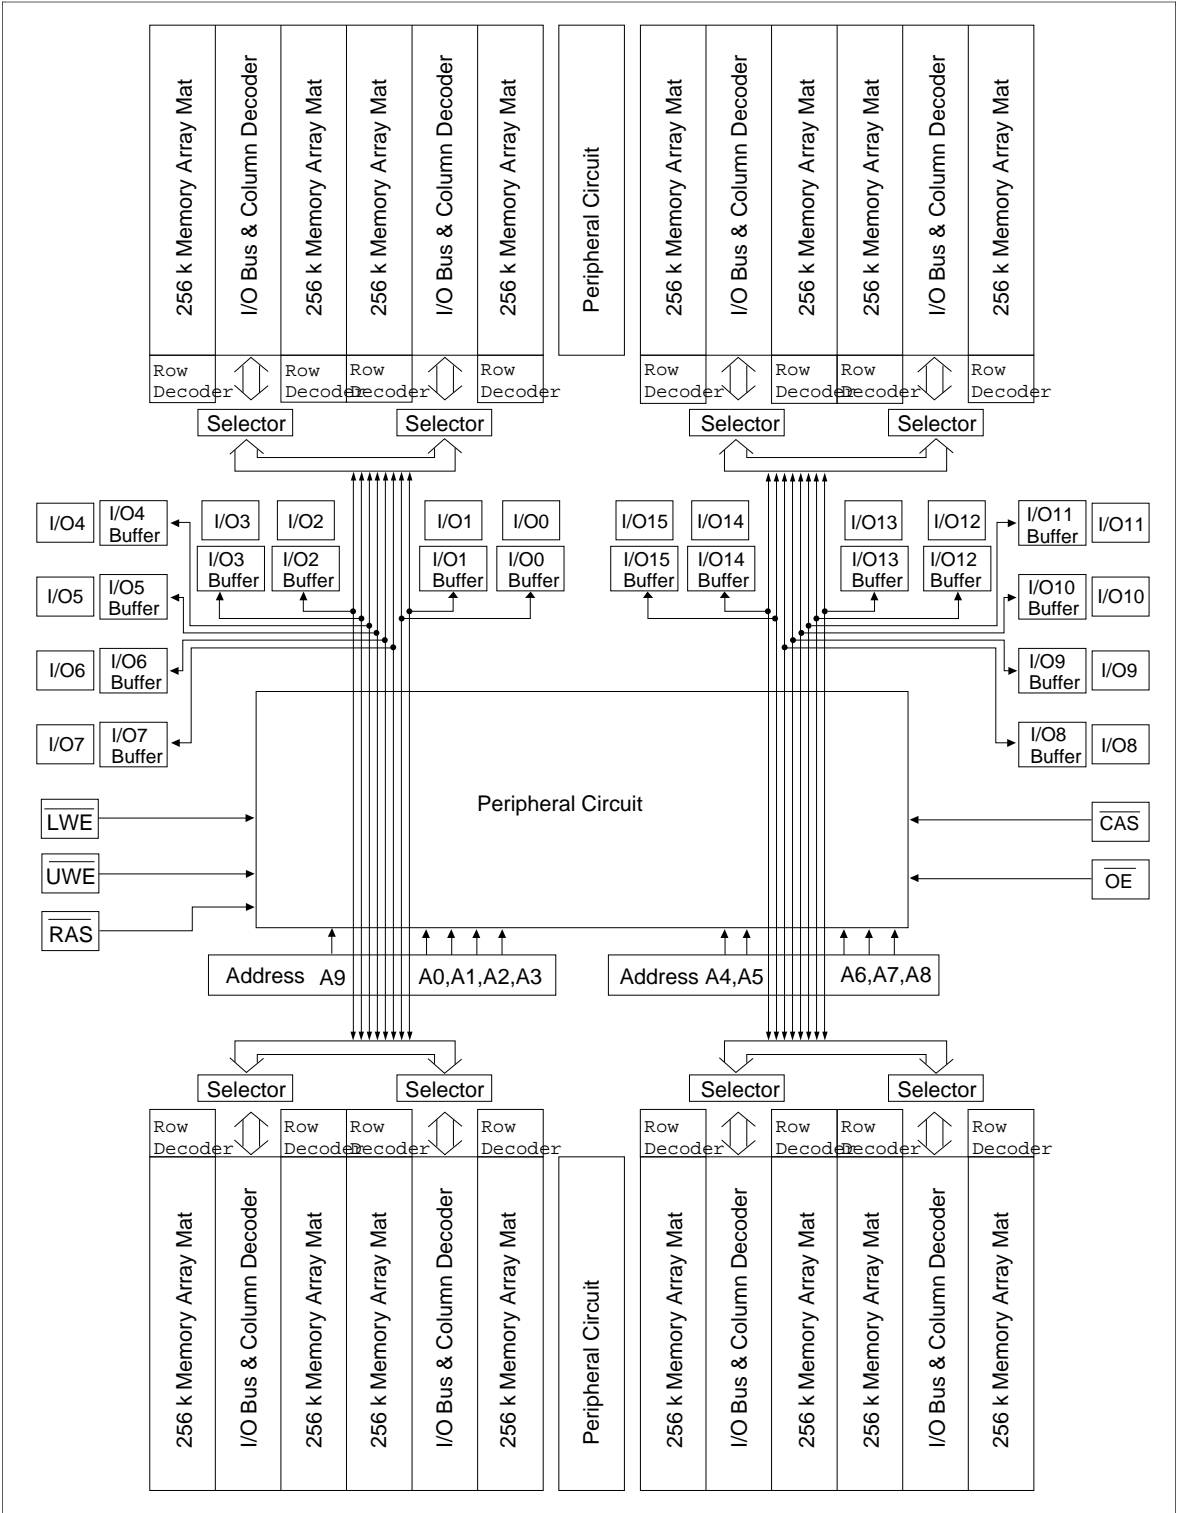 256 k Memory Array Mat
I/O Bus & Column Decoder
256 k Memory Array Mat
256 k Memory Array Mat
I/O Bus & Column Decoder
256 k Memory Array Mat
Peripheral Circuit
256 k Memory Array Mat
I/O Bus & Column Decoder
256 k Memory Array Mat
256 k Memory Array Mat
I/O Bus & Column Decoder
256 k Memory Array Mat
Row
Decoder
Row
Decoder
Row
Decoder
Row
Decoder
Row
Decoder
Row
Decoder
Row
Decoder
Row
Decoder
Selector
Selector
Selector
Selector
I/O4
I/O4
Buffer
I/O3
I/O2
I/O1
I/O0
I/O15
I/O14
I/O13
I/O12
I/O11
Buffer
I/O11
I/O3
Buffer
I/O2
Buffer
I/O1
Buffer
I/O0
Buffer
I/O15
Buffer
I/O14
Buffer
I/O13
Buffer
I/O12
Buffer
I/O5
I/O5
Buffer
I/O10
Buffer
I/O10
I/O6
I/O6
Buffer
I/O9
Buffer
I/O9
I/O7
I/O7
Buffer
I/O8
Buffer
I/O8
Peripheral Circuit
LWE
CAS
UWE
OE
RAS
Address A9 A0,A1,A2,A3
Address A4,A5 A6,A7,A8
Selector
Selector
Selector
Selector
Row
Decoder
Row
Decoder
Row
Decoder
Row
Decoder
Row
Decoder
Row
Decoder
Row
Decoder
Row
Decoder
256 k Memory Array Mat
I/O Bus & Column Decoder
256 k Memory Array Mat
256 k Memory Array Mat
I/O Bus & Column Decoder
256 k Memory Array Mat
Peripheral Circuit
256 k Memory Array Mat
I/O Bus & Column Decoder
256 k Memory Array Mat
256 k Memory Array Mat
I/O Bus & Column Decoder
256 k Memory Array Mat